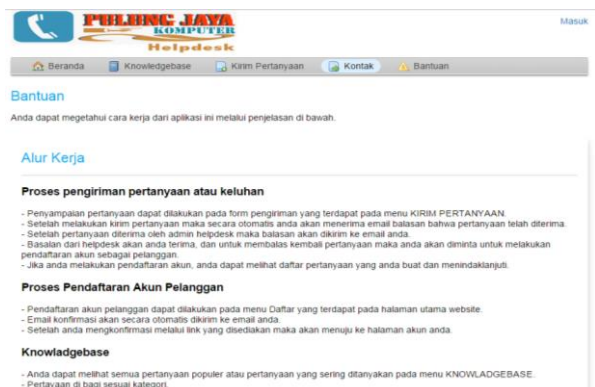 PULUNG JAYA
KOMPUTER
Helpdesk
Masuk
Beranda Knowledgebase Kirim Pertanyaan Kontak Bantuan
Bantuan
Anda dapat megetahui cara kerja dari aplikasi ini melalui penjelasan di bawah.
Alur Kerja
Proses pengiriman pertanyaan atau keluhan
- Penyampaian pertanyaan dapat dilakukan pada form pengiriman yang terdapat pada menu KIRIM PERTANYAAN.
- Setelah melakukan kirim pertanyaan maka secara otomatis anda akan menerima email balasan bahwa pertanyaan telah diterima.
- Setelah pertanyaan diterima oleh admin helpdesk maka balasan akan dikirim ke email anda.
- Basalan dari helpdesk akan anda terima, dan untuk membalas kembali pertanyaan maka anda akan diminta untuk melakukan
pendaftaran akun sebagai pelanggan.
- Jika anda melakukan pendaftaran akun, anda dapat melihat daftar pertanyaan yang anda buat dan menindaklanjuti.
Proses Pendaftaran Akun Pelanggan
- Pendaftaran akun pelanggan dapat dilakukan pada menu Daftar yang terdapat pada halaman utama website.
- Email konfirmasi akan secara otomatis dikirim ke email anda.
- Setelah anda mengkonfirmasi melalui link yang disediakan maka akan menuju ke halaman akun anda.
Knowladgebase
- Anda dapat melihat semua pertanyaan populer atau pertanyaan yang sering ditanyakan pada menu KNOWLADGEBASE.
- Pertayaan di bagi sesuai kategori.